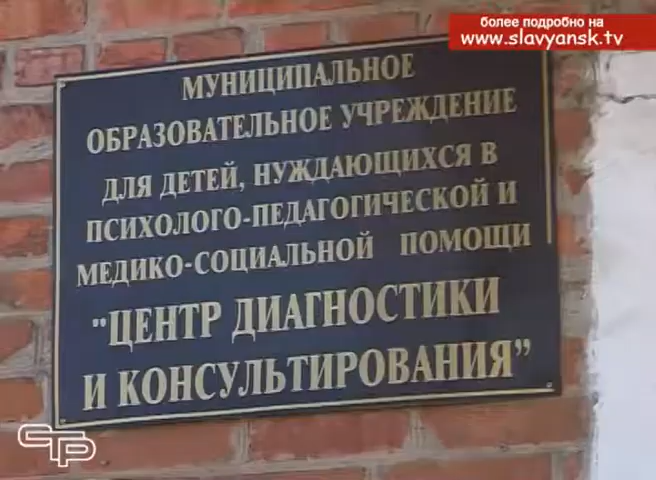 более подробно на
www.slavyansk.tv
МУНИЦИПАЛЬНОЕ
ОБРАЗОВАТЕЛЬНОЕ УЧРЕЖДЕНИЕ
ДЛЯ ДЕТЕЙ, НУЖДАЮЩИХСЯ В
ПСИХОЛОГО-ПЕДАГОГИЧЕСКОЙ И
МЕДИКО-СОЦИАЛЬНОЙ ПОМОЩИ
"ЦЕНТР ДИАГНОСТИКИ
И КОНСУЛЬТИРОВАНИЯ”
СТР